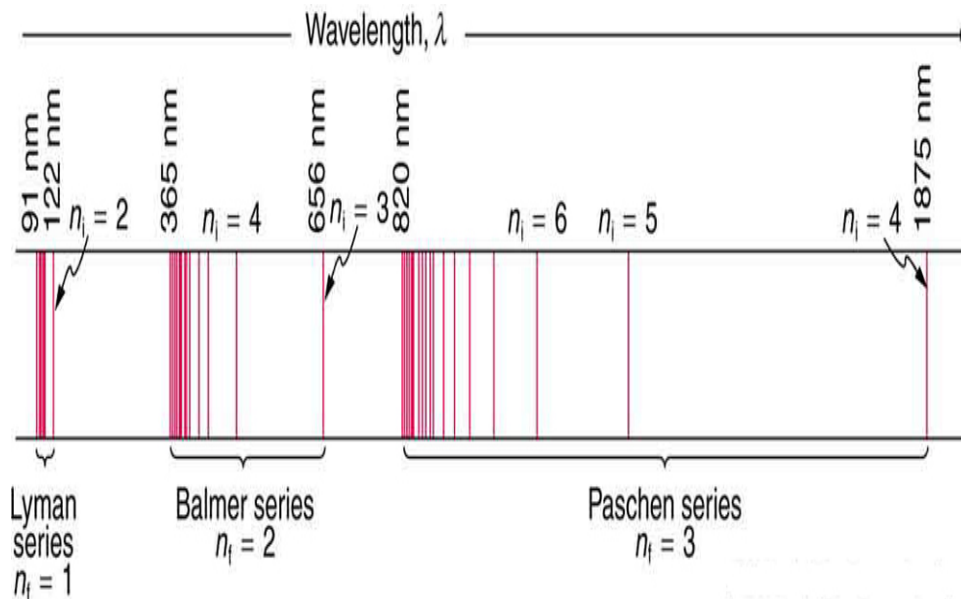 Wavelength, λ
91 nm
122 nm
n_i = 2
365 nm
n_i = 4
656 nm
n_i = 3
820 nm
n_i = 6
n_i = 5
n_i = 4
1875 nm
Lyman
series
n_f = 1
Balmer series
n_f = 2
Paschen series
n_f = 3